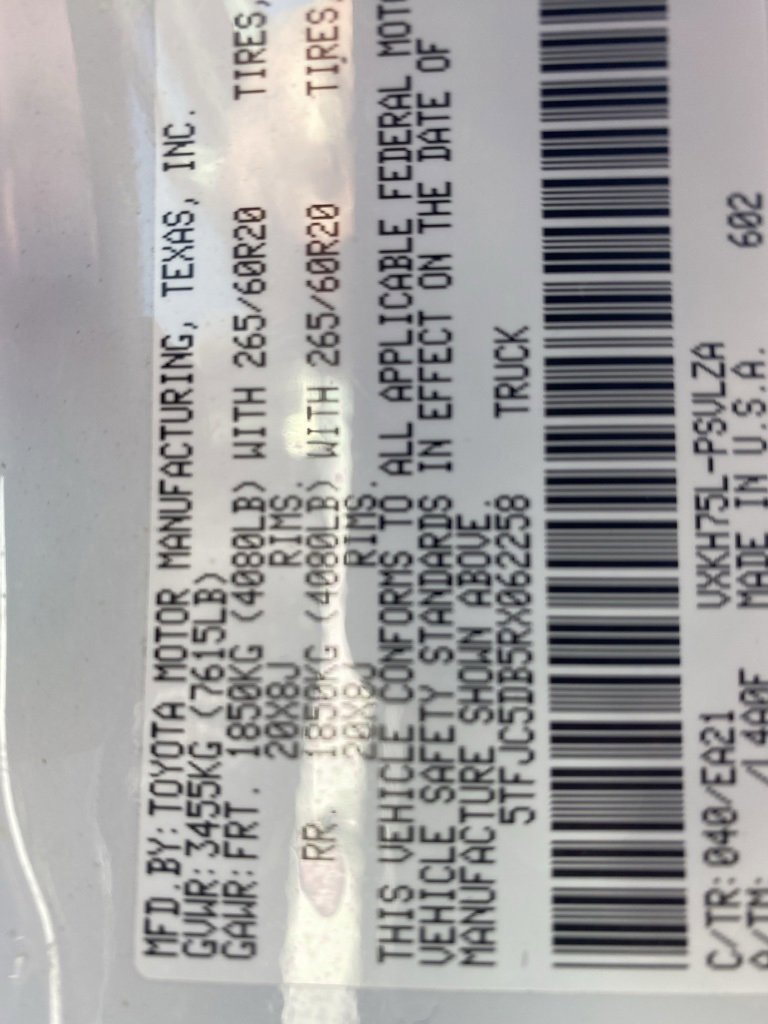 MFD.BY:TOYOTA MOTOR MANUFACTURING, TEXAS, INC.
GVWR:3455KG (7615LB)
GAWR:FRT. 1850KG (4080LB) WITH 265/60R20 TIRES,
20X8J RIMS.
RR. 1850KG (4080LB) WITH 265/60R20 TIRES,
20X8J RIMS.
THIS VEHICLE CONFORMS TO ALL APPLICABLE FEDERAL
VEHICLE SAFETY STANDARDS IN EFFECT ON THE DATE OF
MANUFACTURE SHOWN ABOVE.
5TFJC5DB5RX062258 TRUCK
C/TR:040/EA21 VXKH75L-PSVLZA 602
MADE IN U.S.A.